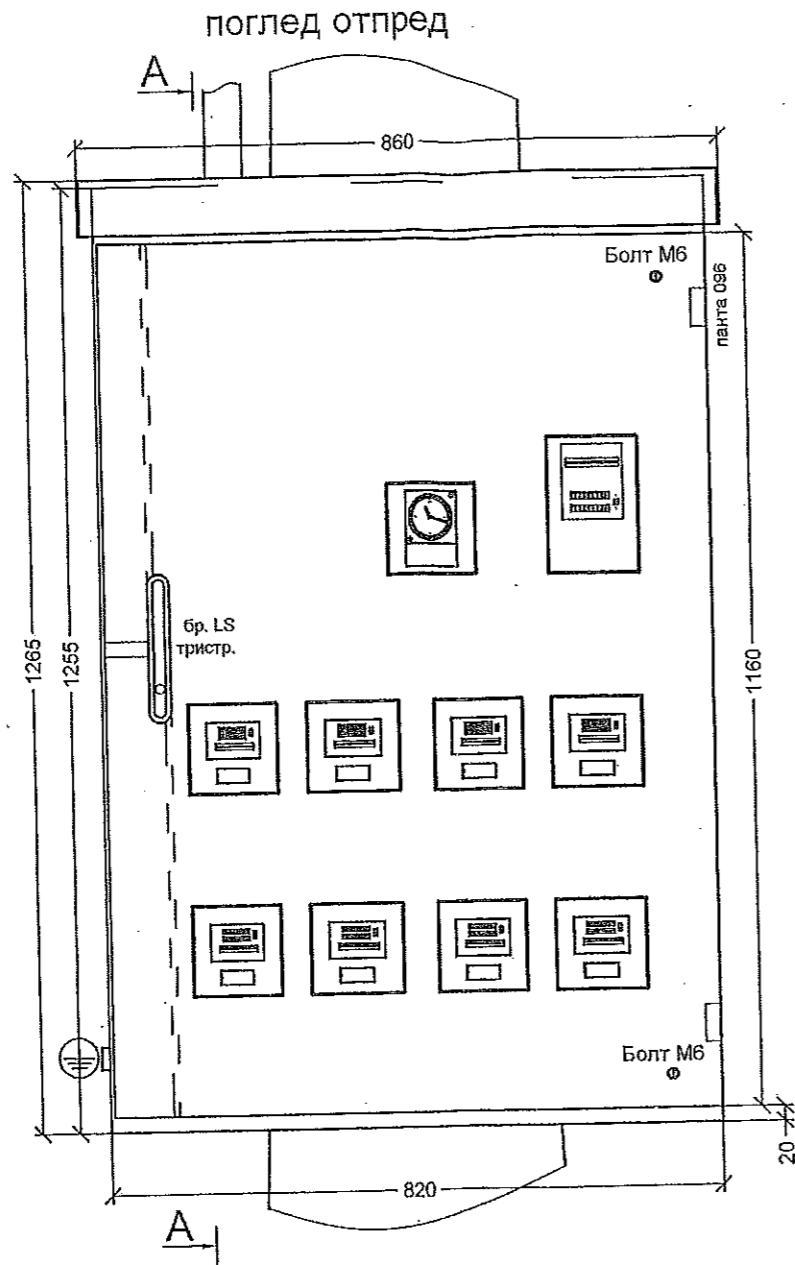 поглед отпред
A
860
Болт М6
панта 096
бр. LS
тристр.
1265
1255
1160
Болт М6
20
820
A